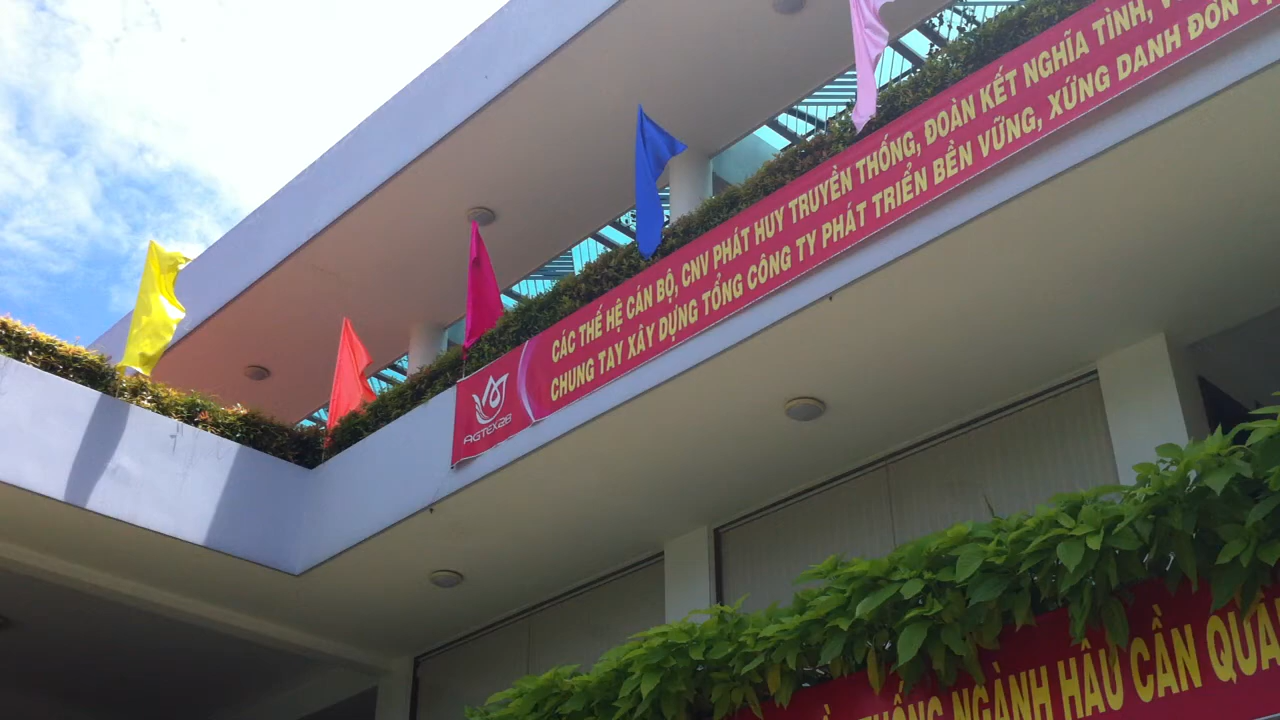 CÁC THẾ HỆ CÁN BỘ, CNV PHÁT HUY TRUYỀN THỐNG, ĐOÀN KẾT NGHĨA TÌNH,
CHUNG TAY XÂY DỰNG TỔNG CÔNG TY PHÁT TRIỂN BỀN VỮNG, XỨNG DANH ĐƠN
AGTEX28
THỐNG NGÀNH HẬU CẦN